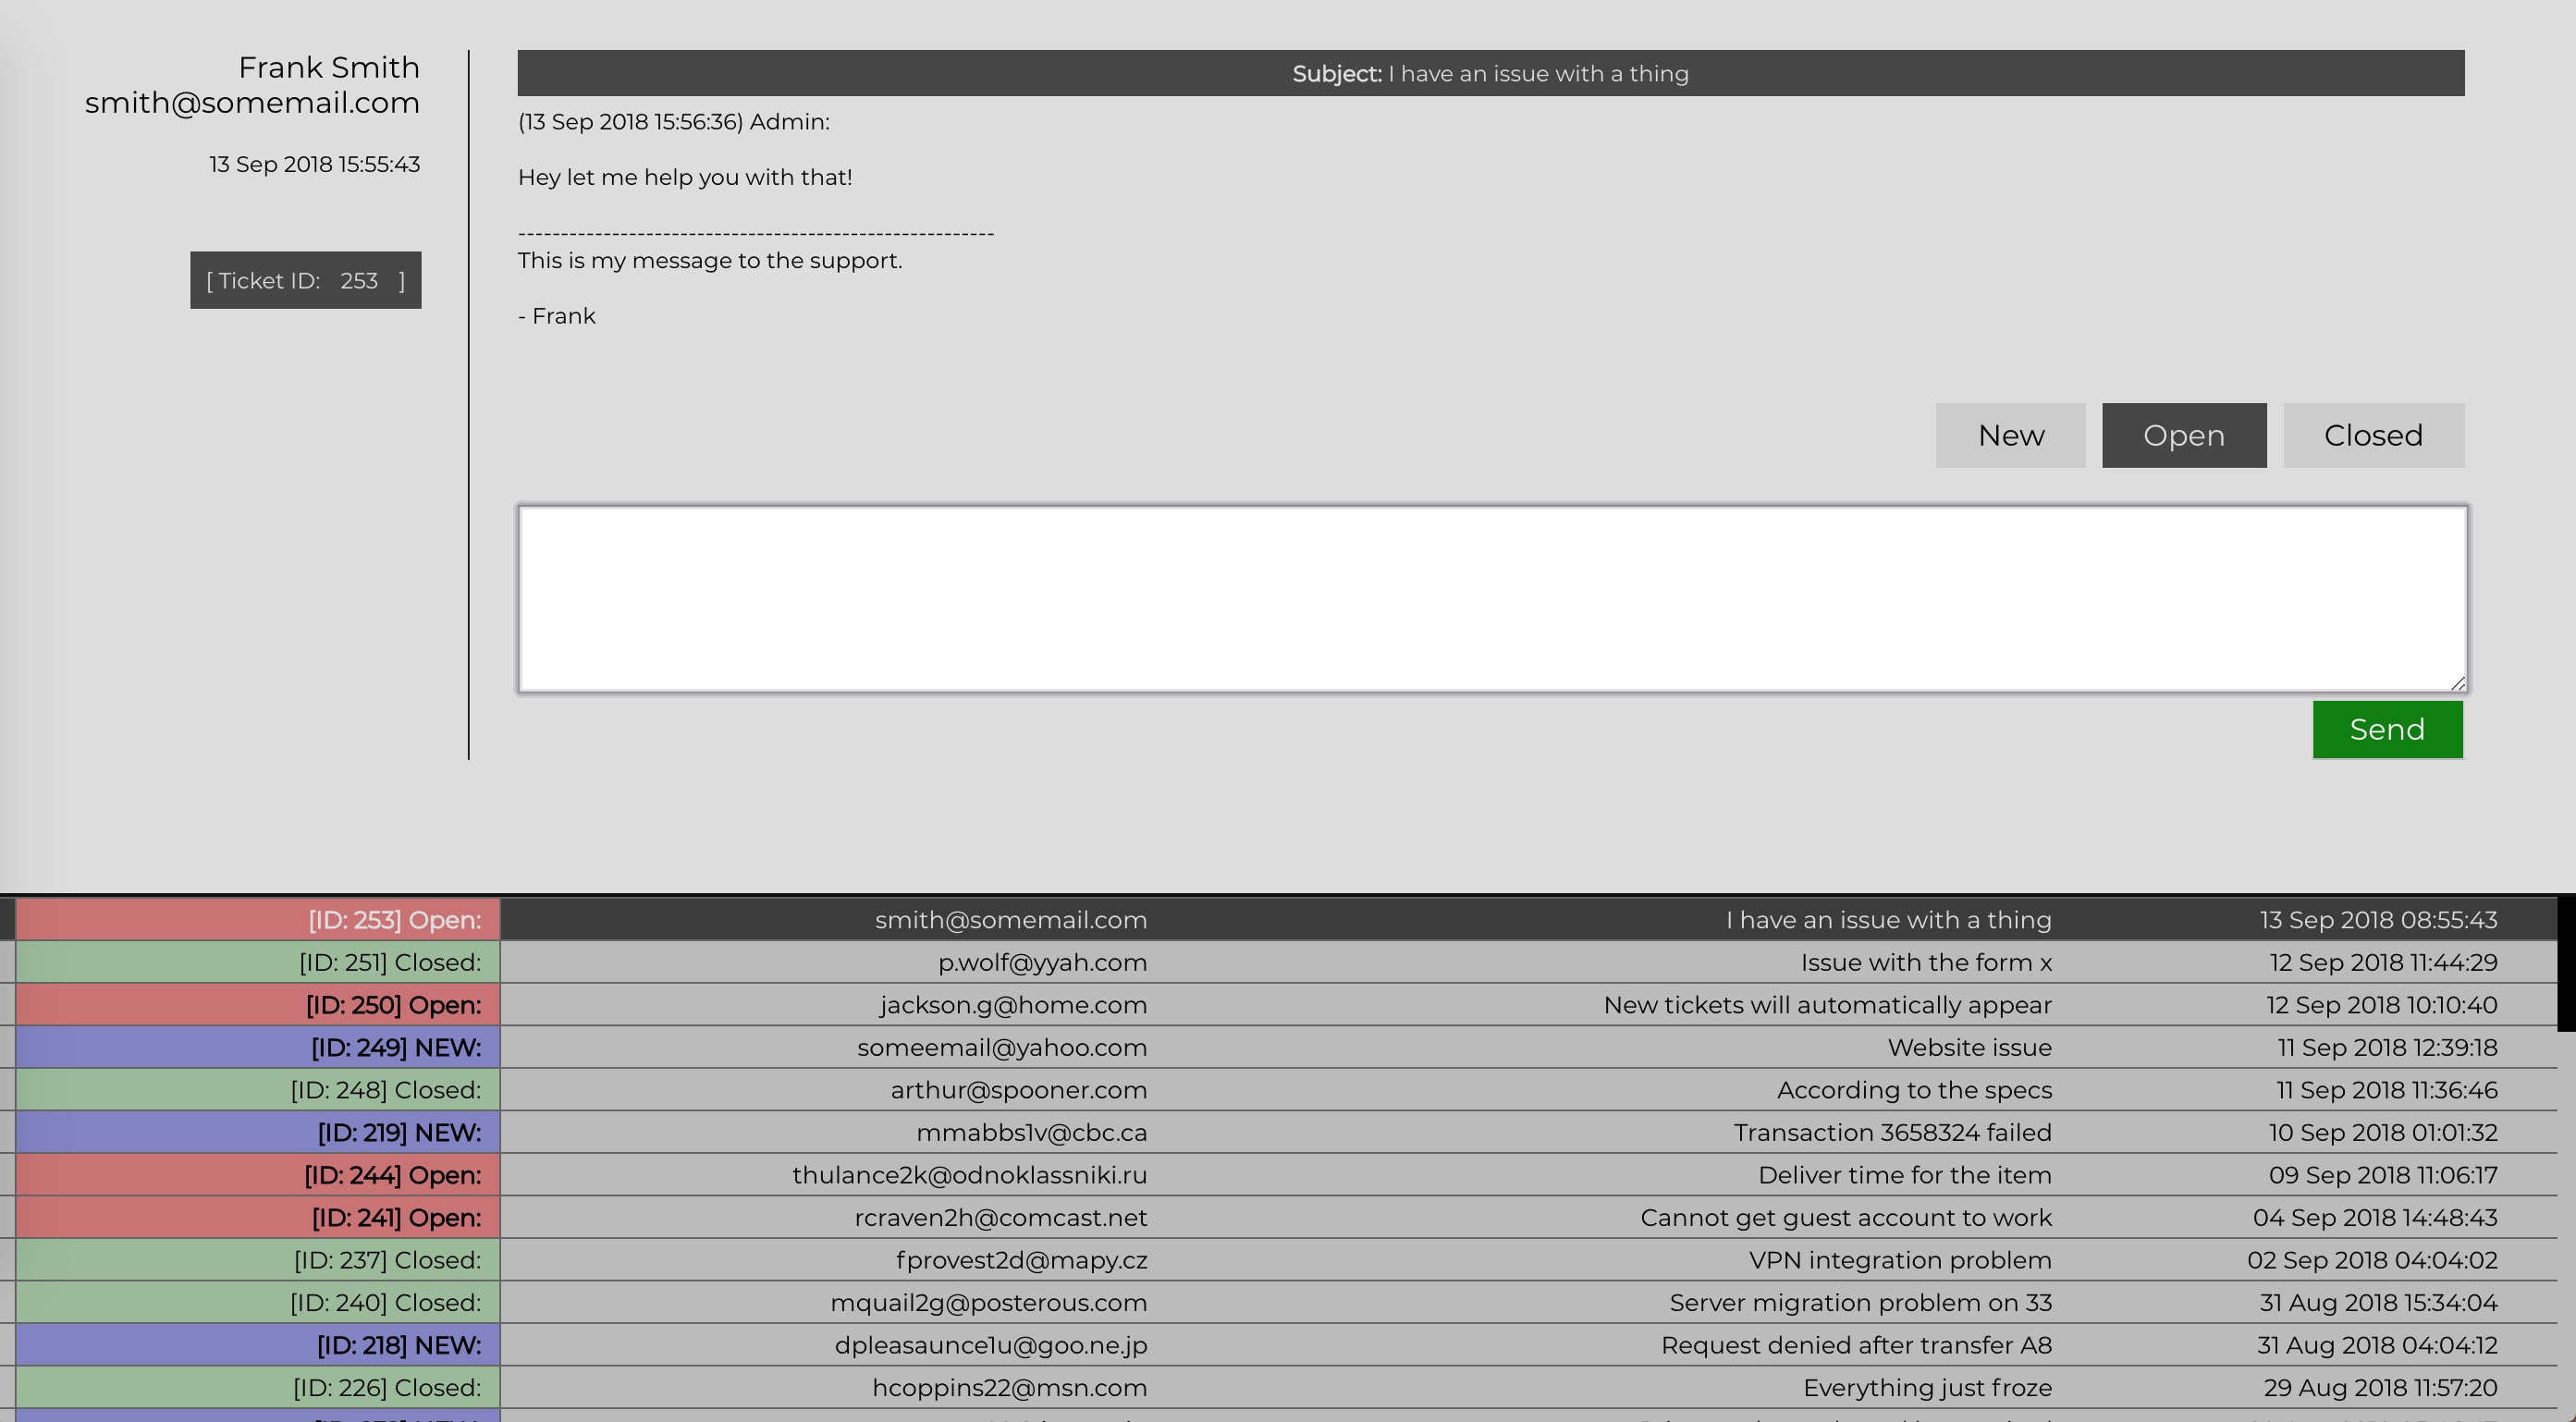 Frank Smith
smith@somemail.com
13 Sep 2018 15:55:43
[ Ticket ID: 253 ]
Subject: I have an issue with a thing
(13 Sep 2018 15:56:36) Admin:
Hey let me help you with that!
-------------------------------------------------------
This is my message to the support.
- Frank
New Open Closed
Send
[ID: 253] Open: smith@somemail.com I have an issue with a thing 13 Sep 2018 08:55:43
[ID: 251] Closed: p.wolf@yyah.com Issue with the form x 12 Sep 2018 11:44:29
[ID: 250] Open: jackson.g@home.com New tickets will automatically appear 12 Sep 2018 10:10:40
[ID: 249] NEW: someemail@yahoo.com Website issue 11 Sep 2018 12:39:18
[ID: 248] Closed: arthur@spooner.com According to the specs 11 Sep 2018 11:36:46
[ID: 219] NEW: mmabbs1v@cbc.ca Transaction 3658324 failed 10 Sep 2018 01:01:32
[ID: 244] Open: thulance2k@odnoklassniki.ru Deliver time for the item 09 Sep 2018 11:06:17
[ID: 241] Open: rcraven2h@comcast.net Cannot get guest account to work 04 Sep 2018 14:48:43
[ID: 237] Closed: fprovest2d@mapy.cz VPN integration problem 02 Sep 2018 04:04:02
[ID: 240] Closed: mquail2g@posterous.com Server migration problem on 33 31 Aug 2018 15:34:04
[ID: 218] NEW: dpleasaunce1u@goo.ne.jp Request denied after transfer A8 31 Aug 2018 04:04:12
[ID: 226] Closed: hcoppins22@msn.com Everything just froze 29 Aug 2018 11:57:20